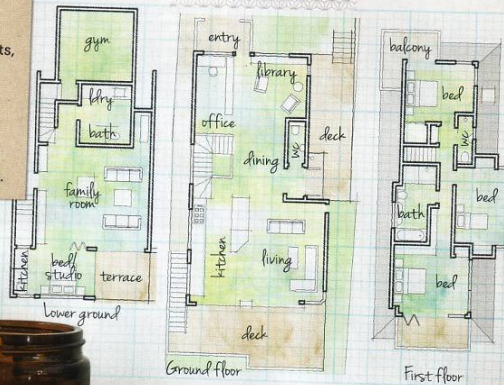 ts,
gym
ldry
bath
family
room
kitchen
bed/
studio
terrace
Lower ground
entry
library
office
deck
wc
dining
kitchen
living
deck
Ground floor
balcony
bed
wc
bath
bed
bed
First floor